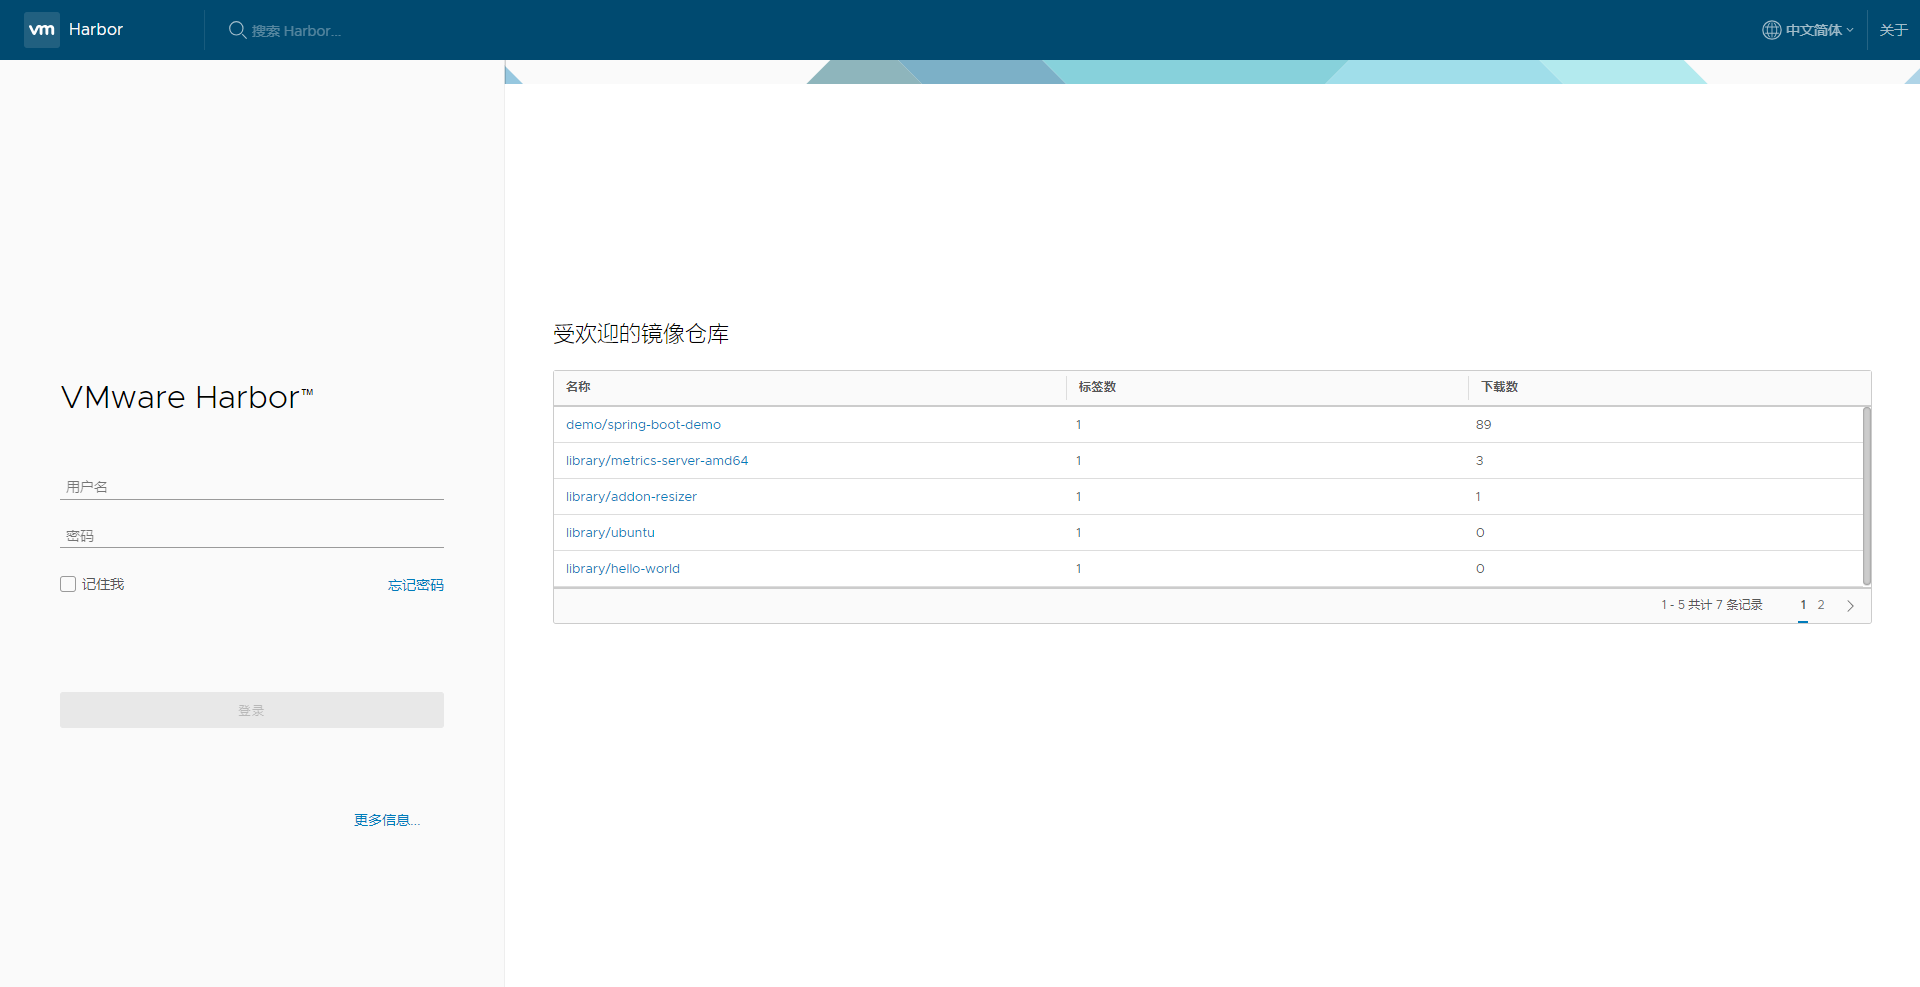 vm Harbor 搜索 Harbor... 中文简体 关于
VMware Harbor™
用户名
密码
记住我 忘记密码
登录
更多信息...
受欢迎的镜像仓库
名称 标签数 下载数
demo/spring-boot-demo 1 89
library/metrics-server-amd64 1 3
library/addon-resizer 1 1
library/ubuntu 1 0
library/hello-world 1 0
1 - 5 共计 7 条记录 1 2